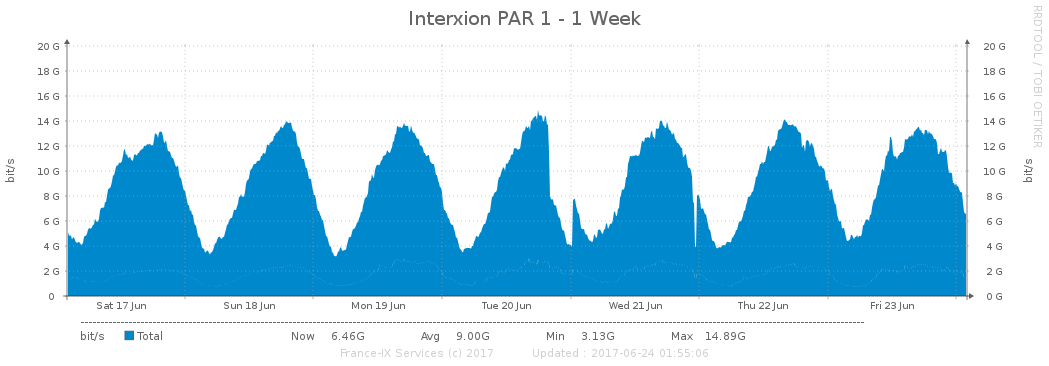 Interxion PAR 1 - 1 Week
RRDTOOL / TOBI OETIKER
20 G 20 G
18 G 18 G
16 G 16 G
14 G 14 G
12 G 12 G
10 G 10 G
8 G 8 G
6 G 6 G
4 G 4 G
2 G 2 G
0 0 G
bit/s
bit/s
Sat 17 Jun Sun 18 Jun Mon 19 Jun Tue 20 Jun Wed 21 Jun Thu 22 Jun Fri 23 Jun
bit/s Total Now 6.46G Avg 9.00G Min 3.13G Max 14.89G
France-IX Services (c) 2017 Updated : 2017-06-24 01:55:06